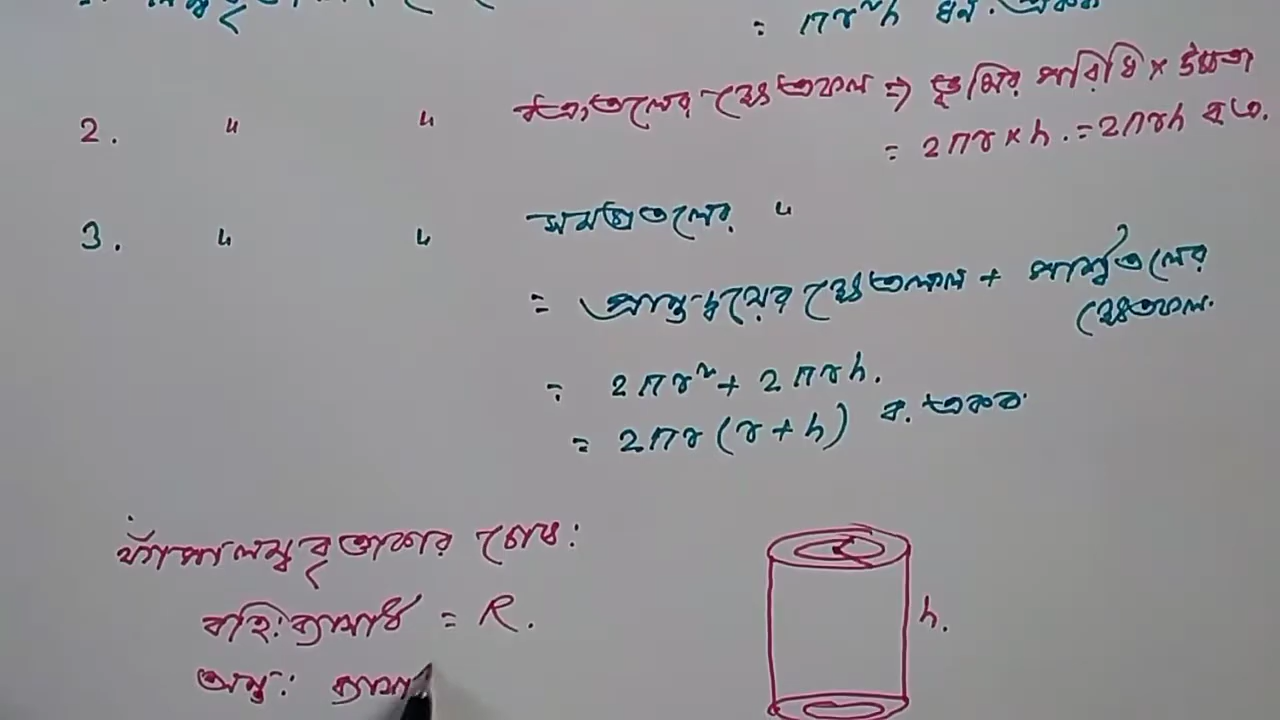 = πr²h ঘন. একক
2. " " বক্রতলের ক্ষেত্রফল ⇒ ভূমির পরিধি × উচ্চতা
= 2πr × h. = 2πrh ব.এ.
3. " " সমগ্রতলের "
= প্রান্তদ্বয়ের ক্ষেত্রফল + পার্শ্বতলের
ক্ষেত্রফল.
= 2πr² + 2πrh.
= 2πr (r + h) ব. একক.
ফাঁপা লম্ববৃত্তাকার চোঙ:
বহিঃব্যাসার্ধ = R.
h.
অন্তঃ ব্যাসা